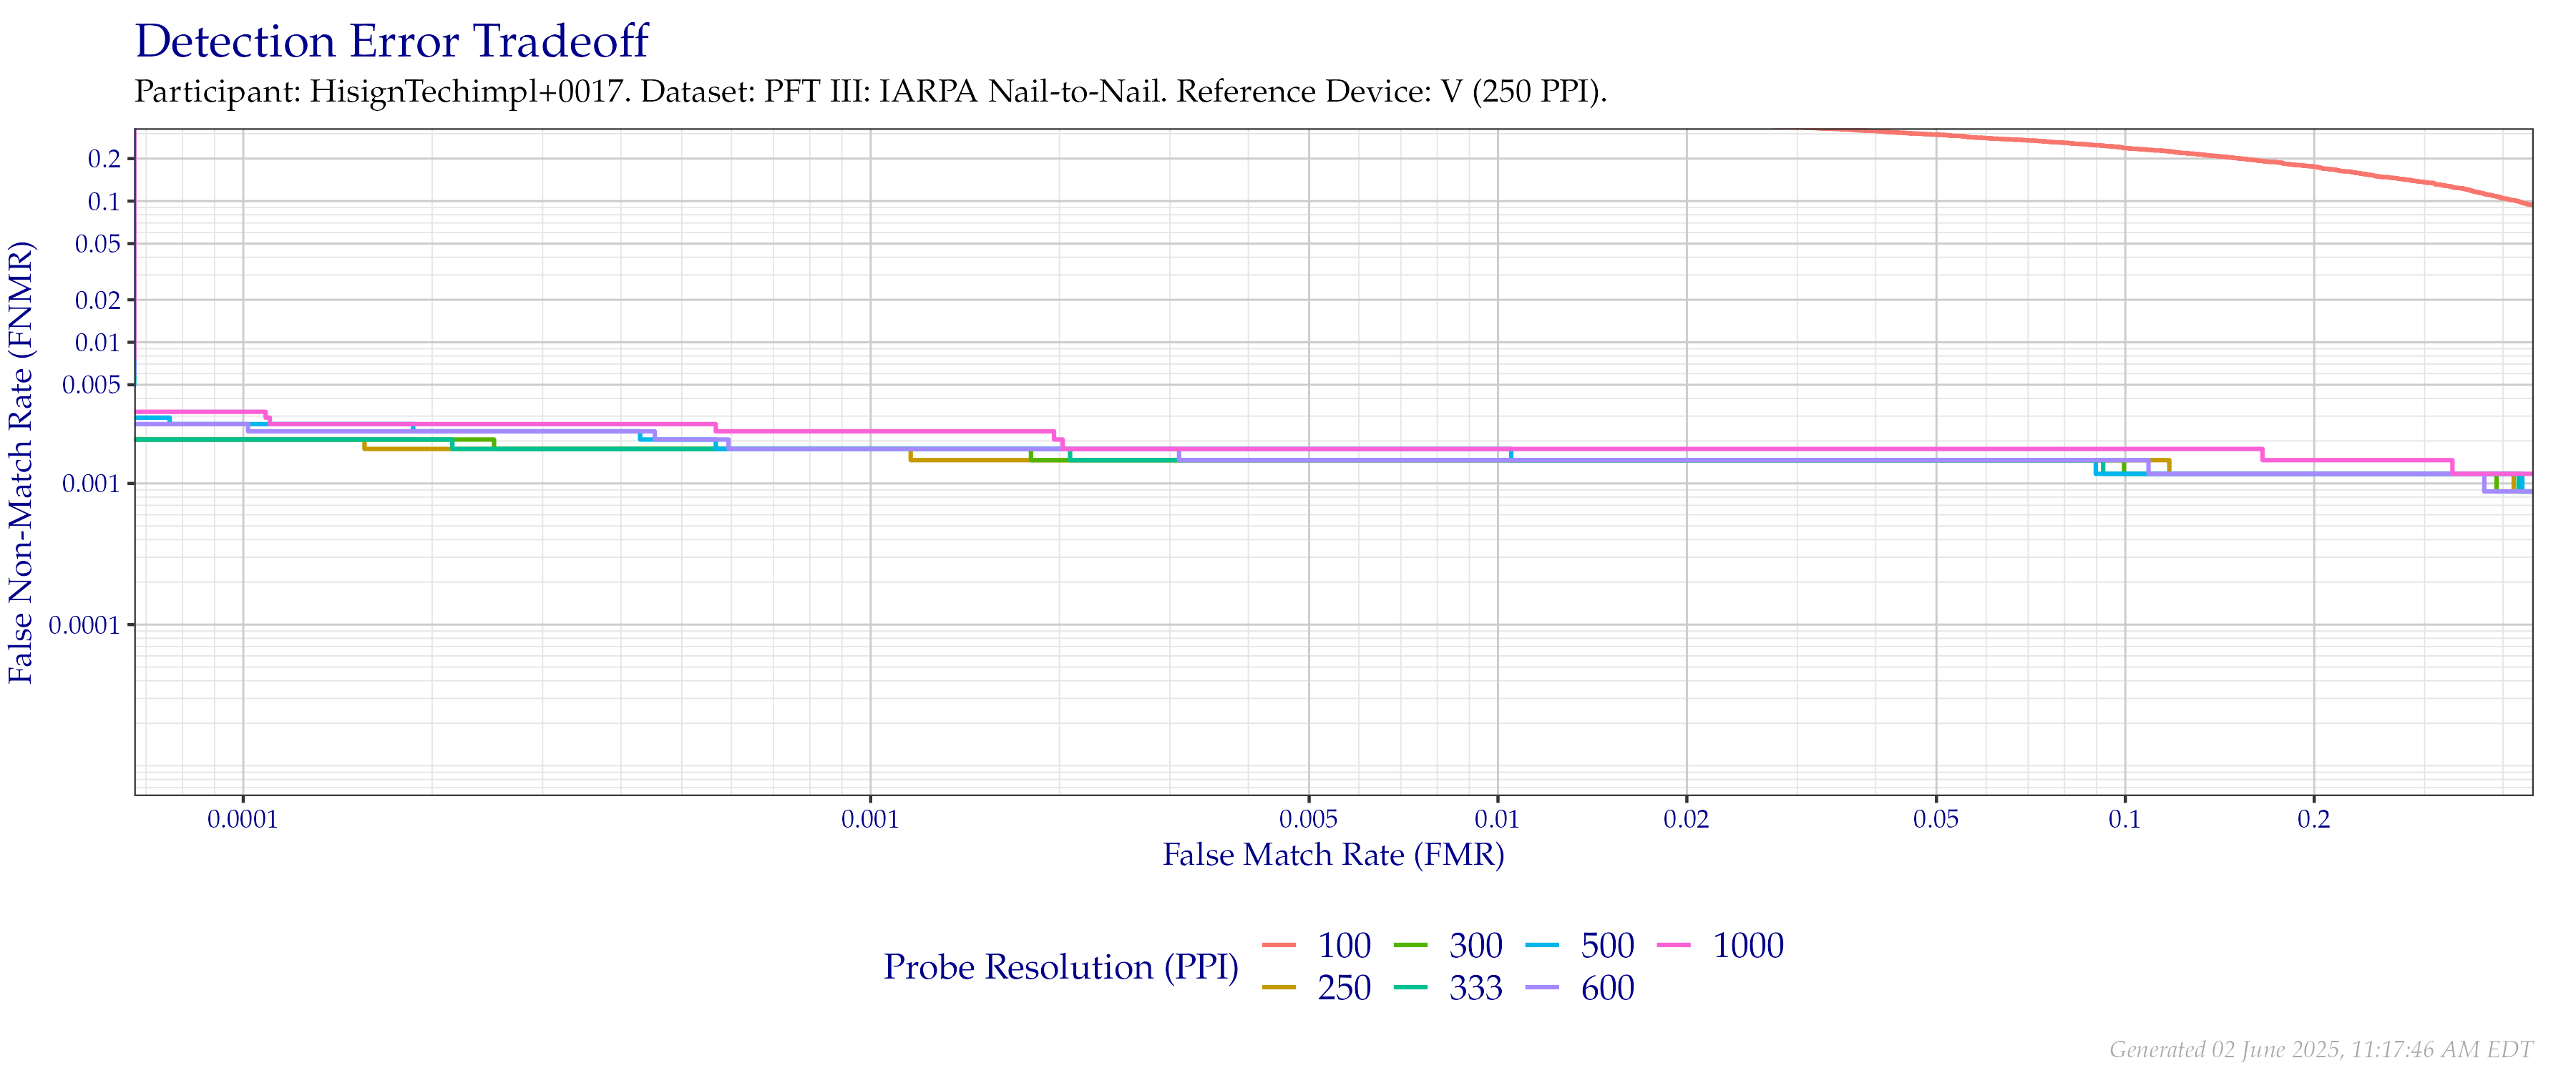 Detection Error Tradeoff
Participant: HisignTechimpl+0017. Dataset: PFT III: IARPA Nail-to-Nail. Reference Device: V (250 PPI).
False Non-Match Rate (FNMR)
0.2
0.1
0.05
0.02
0.01
0.005
0.001
0.0001
0.0001 0.001 0.005 0.01 0.02 0.05 0.1 0.2
False Match Rate (FMR)
Probe Resolution (PPI)
100 300 500 1000
250 333 600
Generated 02 June 2025, 11:17:46 AM EDT